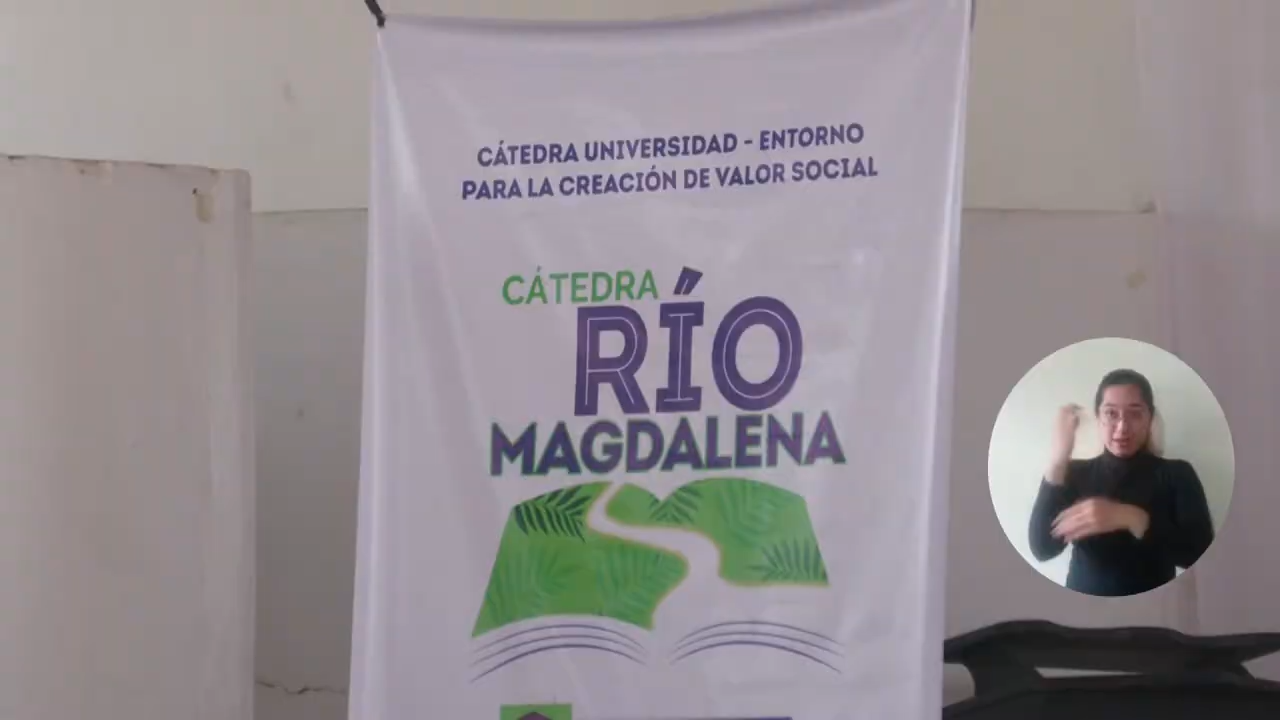 CÁTEDRA UNIVERSIDAD - ENTORNO
PARA LA CREACIÓN DE VALOR SOCIAL
CÁTEDRA
RÍO
MAGDALENA